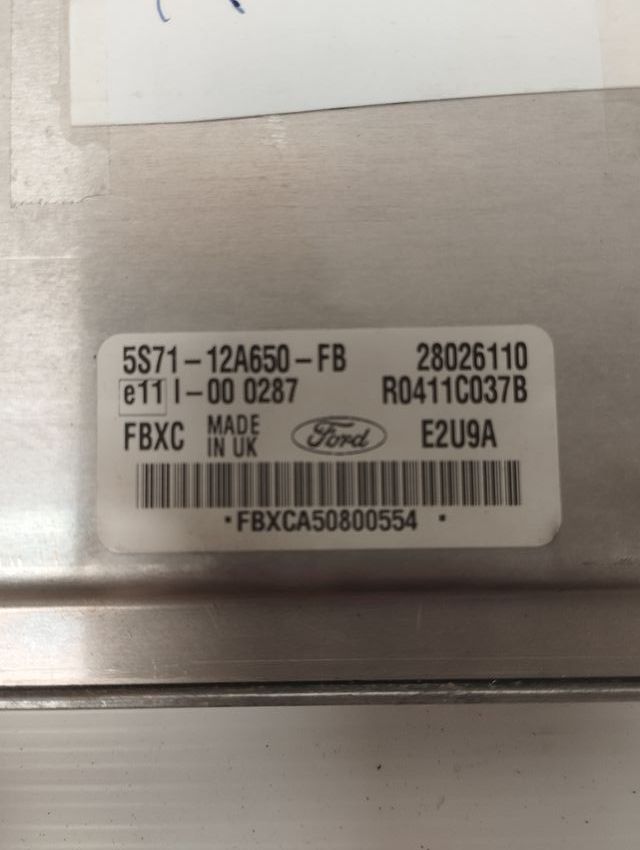 5S71-12A650-FB 28026110
e11 I-00 0287 R0411C037B
FBXC MADE IN UK Ford E2U9A
•FBXCA50800554 •